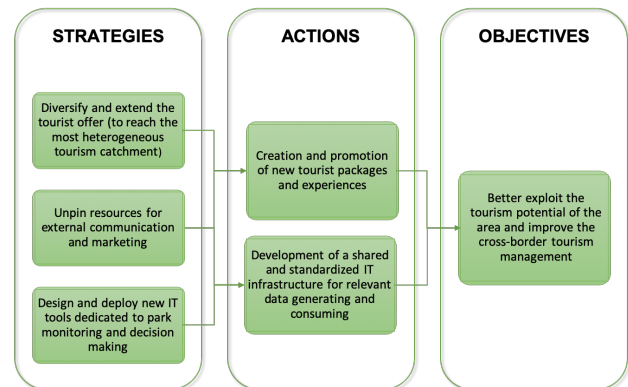 STRATEGIES
Diversify and extend the
tourist offer (to reach the
most heterogeneous
tourism catchment)
Unpin resources for
external communication
and marketing
Design and deploy new IT
tools dedicated to park
monitoring and decision
making
ACTIONS
Creation and promotion
of new tourist packages
and experiences
Development of a shared
and standardized IT
infrastructure for relevant
data generating and
consuming
OBJECTIVES
Better exploit the
tourism potential of the
area and improve the
cross-border tourism
management